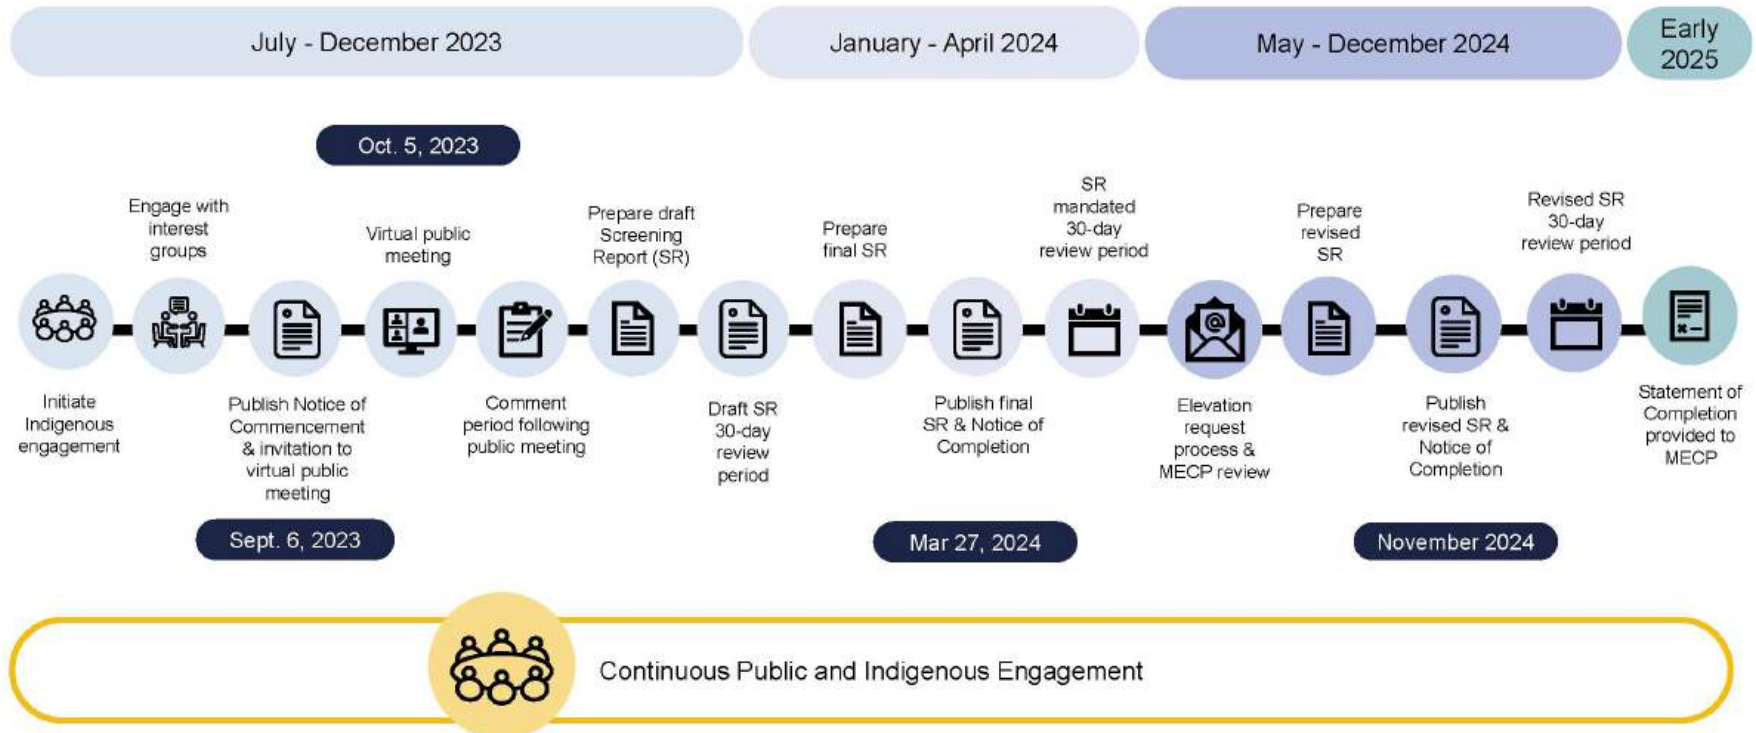 July - December 2023
January - April 2024
May - December 2024
Early
2025
Oct. 5, 2023
Engage with
interest
groups
Virtual public
meeting
Prepare draft
Screening
Report (SR)
Prepare
final SR
SR
mandated
30-day
review period
Prepare
revised
SR
Revised SR
30-day
review period
@
Initiate
Indigenous
engagement
Publish Notice of
Commencement
& invitation to
virtual public
meeting
Comment
period following
public meeting
Draft SR
30-day
review
period
Publish final
SR & Notice of
Completion
Elevation
request
process &
MECP review
Publish
revised SR &
Notice of
Completion
Statement of
Completion
provided to
MECP
Sept. 6, 2023
Mar 27, 2024
November 2024
Continuous Public and Indigenous Engagement